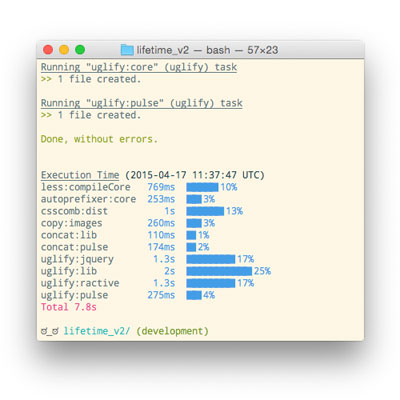 lifetime_v2 — bash — 57×23
Running "uglify:core" (uglify) task
>> 1 file created.
Running "uglify:pulse" (uglify) task
>> 1 file created.
Done, without errors.
Execution Time (2015-04-17 11:37:47 UTC)
less:compileCore 769ms 10%
autoprefixer:core 253ms 3%
csscomb:dist 1s 13%
copy:images 260ms 3%
concat:lib 110ms 1%
concat:pulse 174ms 2%
uglify:jquery 1.3s 17%
uglify:lib 2s 25%
uglify:ractive 1.3s 17%
uglify:pulse 275ms 4%
Total 7.8s
ಠ_ಠ lifetime_v2/ (development)